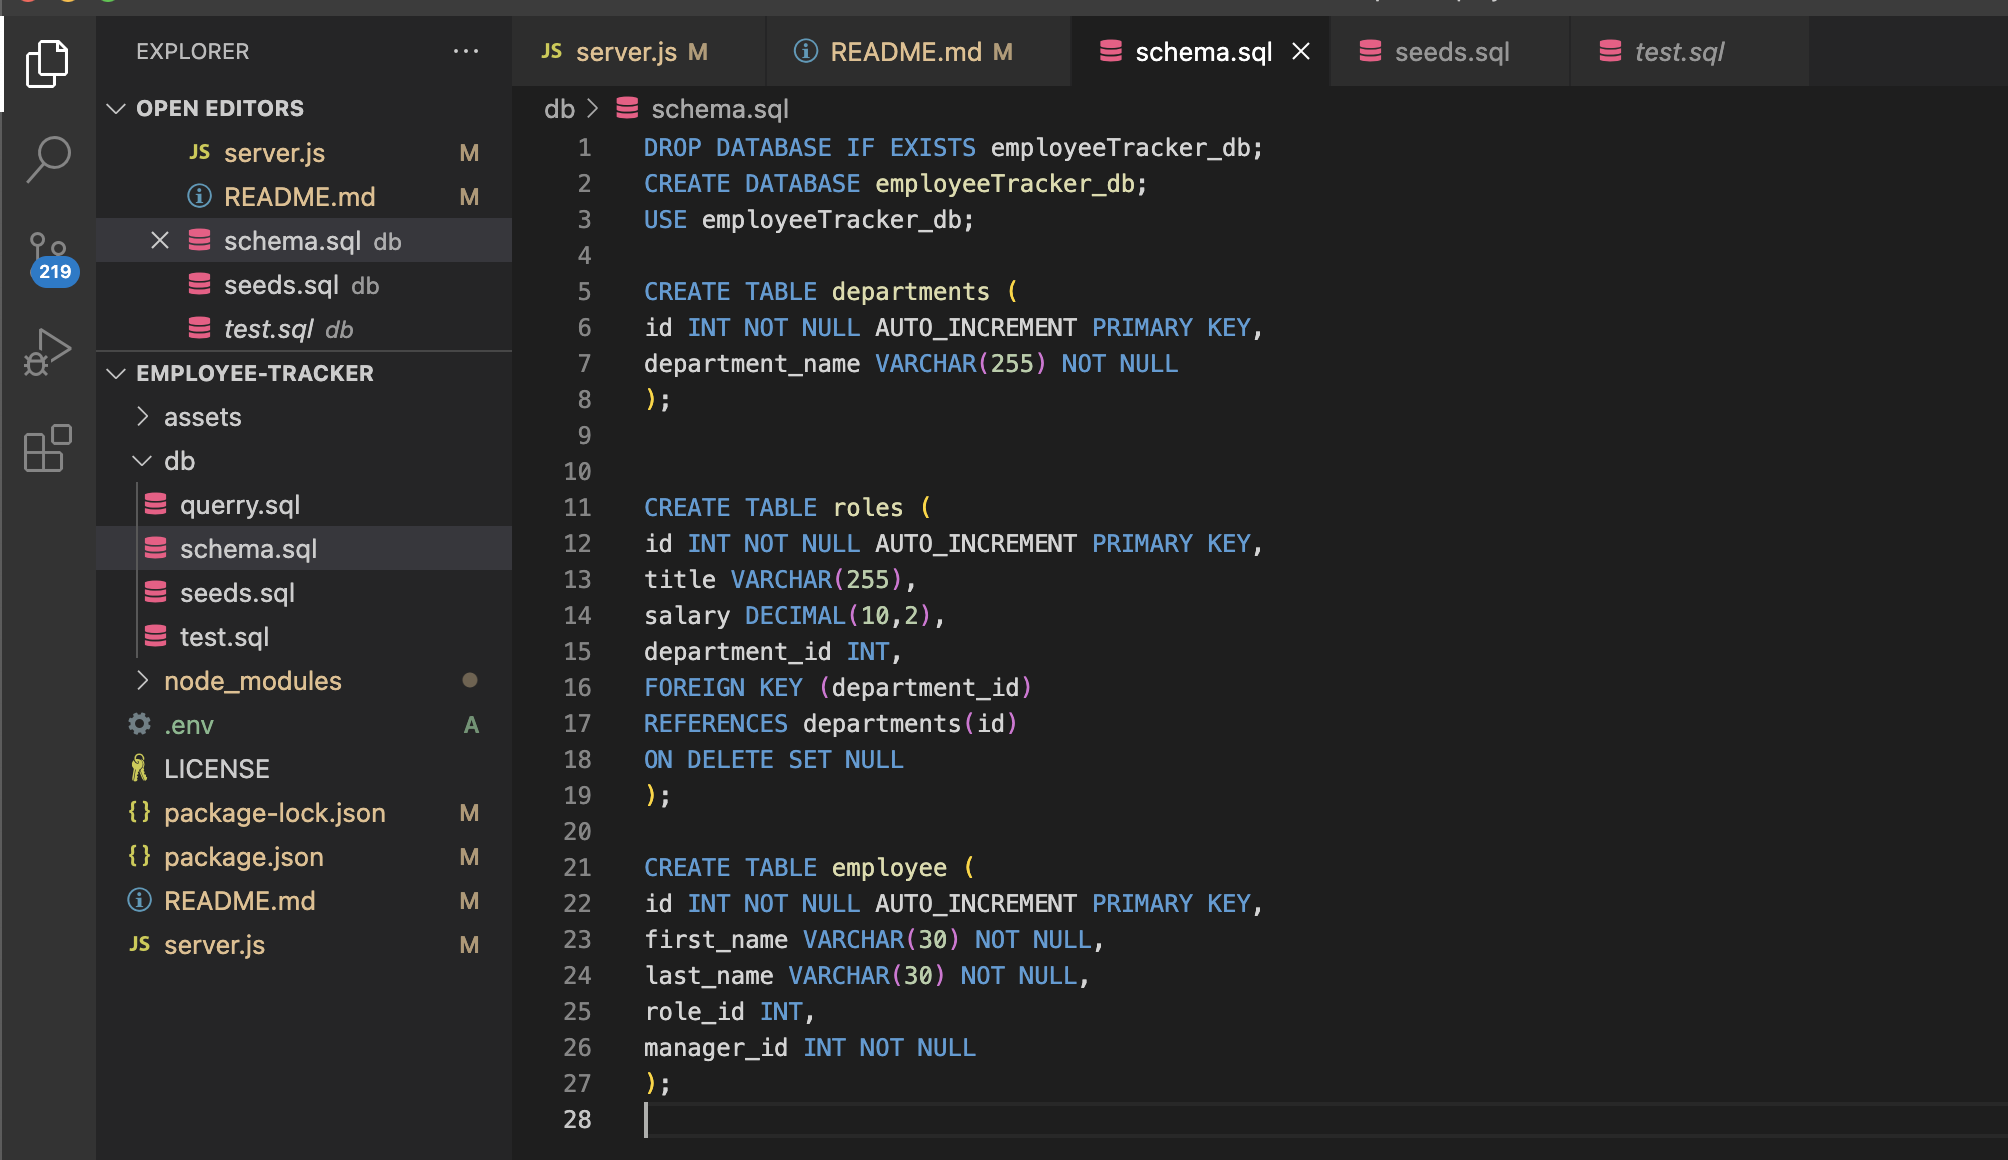 EXPLORER
OPEN EDITORS
JS server.js M
README.md M
schema.sql db
seeds.sql db
test.sql db
EMPLOYEE-TRACKER
assets
db
querry.sql
schema.sql
seeds.sql
test.sql
node_modules
.env A
LICENSE
{} package-lock.json M
{} package.json M
README.md M
JS server.js M
219
JS server.js M
README.md M
schema.sql
seeds.sql
test.sql
db > schema.sql
1 DROP DATABASE IF EXISTS employeeTracker_db;
2 CREATE DATABASE employeeTracker_db;
3 USE employeeTracker_db;
4
5 CREATE TABLE departments (
6 id INT NOT NULL AUTO_INCREMENT PRIMARY KEY,
7 department_name VARCHAR(255) NOT NULL
8 );
9
10
11 CREATE TABLE roles (
12 id INT NOT NULL AUTO_INCREMENT PRIMARY KEY,
13 title VARCHAR(255),
14 salary DECIMAL(10,2),
15 department_id INT,
16 FOREIGN KEY (department_id)
17 REFERENCES departments(id)
18 ON DELETE SET NULL
19 );
20
21 CREATE TABLE employee (
22 id INT NOT NULL AUTO_INCREMENT PRIMARY KEY,
23 first_name VARCHAR(30) NOT NULL,
24 last_name VARCHAR(30) NOT NULL,
25 role_id INT,
26 manager_id INT NOT NULL
27 );
28